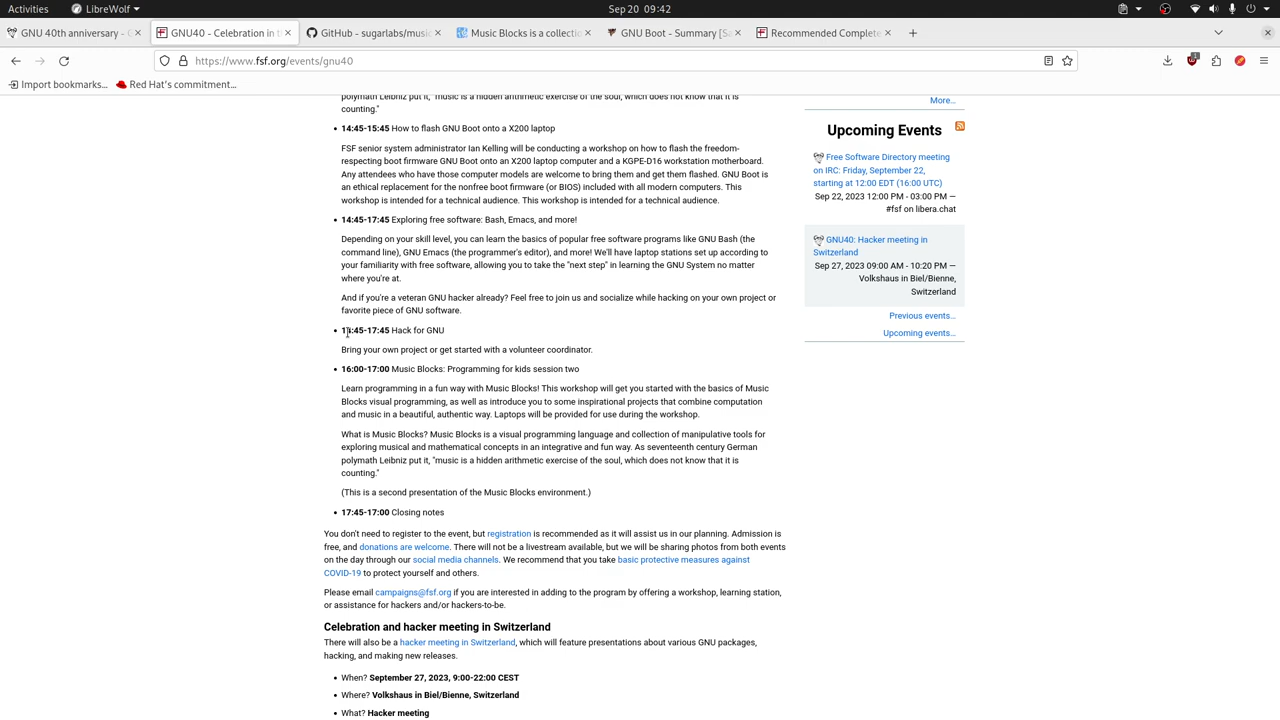 Activities LibreWolf Sep 20 09:42
GNU 40th anniversary - G GNU40 - Celebration in t GitHub - sugarlabs/music Music Blocks is a collectio GNU Boot - Summary [Sa Recommended Complete
https://www.fsf.org/events/gnu40
Import bookmarks... Red Hat's commitment...
polymath Leibniz put it, "music is a hidden arithmetic exercise of the soul, which does not know that it is
counting."
14:45-15:45 How to flash GNU Boot onto a X200 laptop
FSF senior system administrator Ian Kelling will be conducting a workshop on how to flash the freedom-
respecting boot firmware GNU Boot onto an X200 laptop computer and a KGPE-D16 workstation motherboard.
Any attendees who have those computer models are welcome to bring them and get them flashed. GNU Boot is
an ethical replacement for the nonfree boot firmware (or BIOS) included with all modern computers. This
workshop is intended for a technical audience. This workshop is intended for a technical audience.
14:45-17:45 Exploring free software: Bash, Emacs, and more!
Depending on your skill level, you can learn the basics of popular free software programs like GNU Bash (the
command line), GNU Emacs (the programmer's editor), and more! We'll have laptop stations set up according to
your familiarity with free software, allowing you to take the "next step" in learning the GNU System no matter
where you're at.
And if you're a veteran GNU hacker already? Feel free to join us and socialize while hacking on your own project or
favorite piece of GNU software.
Hack for GNU
Bring your own project or get started with a volunteer coordinator.
16:00-17:00 Music Blocks: Programming for kids session two
Learn programming in a fun way with Music Blocks! This workshop will get you started with the basics of Music
Blocks visual programming, as well as introduce you to some inspirational projects that combine computation
and music in a beautiful, authentic way. Laptops will be provided for use during the workshop.
What is Music Blocks? Music Blocks is a visual programming language and collection of manipulative tools for
exploring musical and mathematical concepts in an integrative and fun way. As seventeenth century German
polymath Leibniz put it, "music is a hidden arithmetic exercise of the soul, which does not know that it is
counting."
(This is a second presentation of the Music Blocks environment.)
17:45-17:00 Closing notes
You don't need to register to the event, but registration is recommended as it will assist us in our planning. Admission is
free, and donations are welcome. There will not be a livestream available, but we will be sharing photos from both events
on the day through our social media channels. We recommend that you take basic protective measures against
COVID-19 to protect yourself and others.
Please email campaigns@fsf.org if you are interested in adding to the program by offering a workshop, learning station,
or assistance for hackers and/or hackers-to-be.
Celebration and hacker meeting in Switzerland
There will also be a hacker meeting in Switzerland, which will feature presentations about various GNU packages,
hacking, and making new releases.
When? September 27, 2023, 9:00-22:00 CEST
Where? Volkshaus in Biel/Bienne, Switzerland
What? Hacker meeting
More...
Upcoming Events
Free Software Directory meeting
on IRC: Friday, September 22,
starting at 12:00 EDT (16:00 UTC)
Sep 22, 2023 12:00 PM - 03:00 PM —
#fsf on libera.chat
GNU40: Hacker meeting in
Switzerland
Sep 27, 2023 09:00 AM - 10:20 PM —
Volkshaus in Biel/Bienne,
Switzerland
Previous events...
Upcoming events...